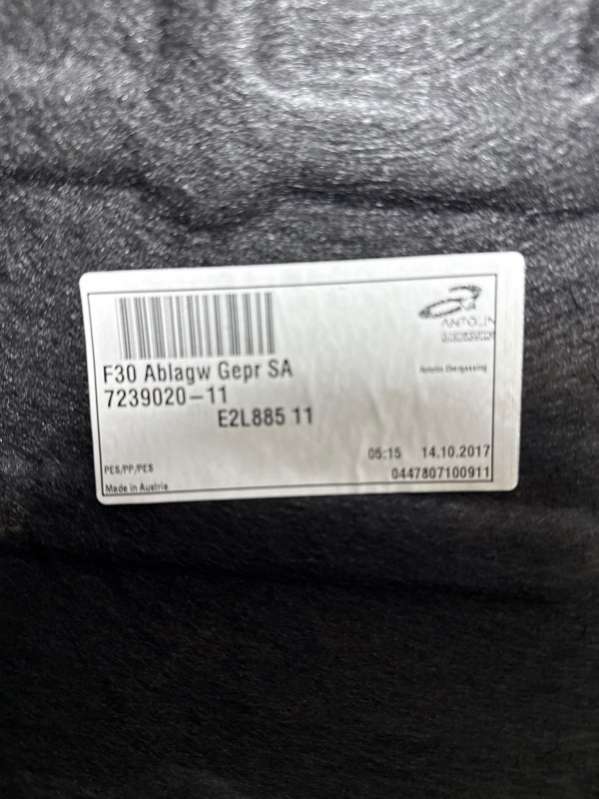 ANTOLIN
F30 Ablagw Gepr SA
7239020-11
E2L885 11
05:15 14.10.2017
PES/PP/PES
0447807100911
Made in Austria